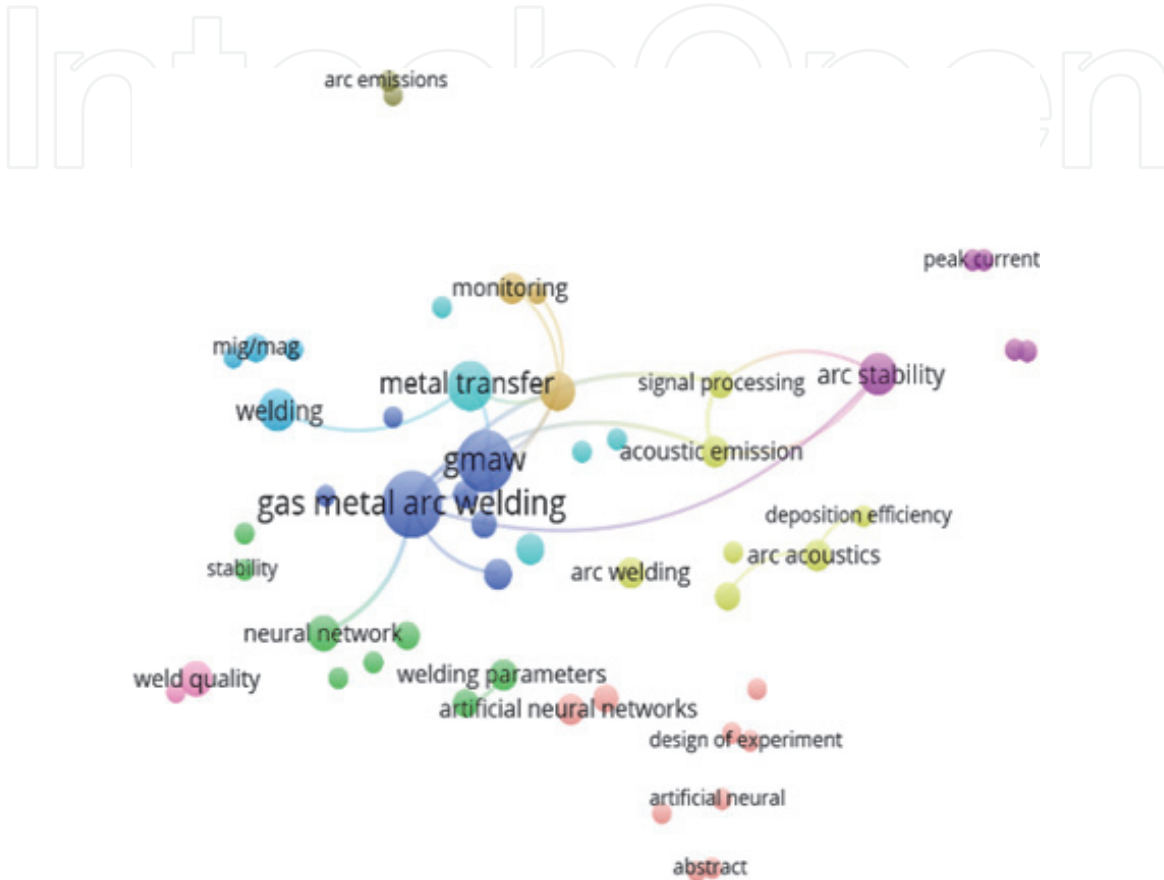 IntechOpen
arc emissions
peak current
monitoring
mig/mag
metal transfer
signal processing
arc stability
welding
gmaw
acoustic emission
gas metal arc welding
deposition efficiency
arc acoustics
stability
arc welding
neural network
weld quality
welding parameters
artificial neural networks
design of experiment
artificial neural
abstract